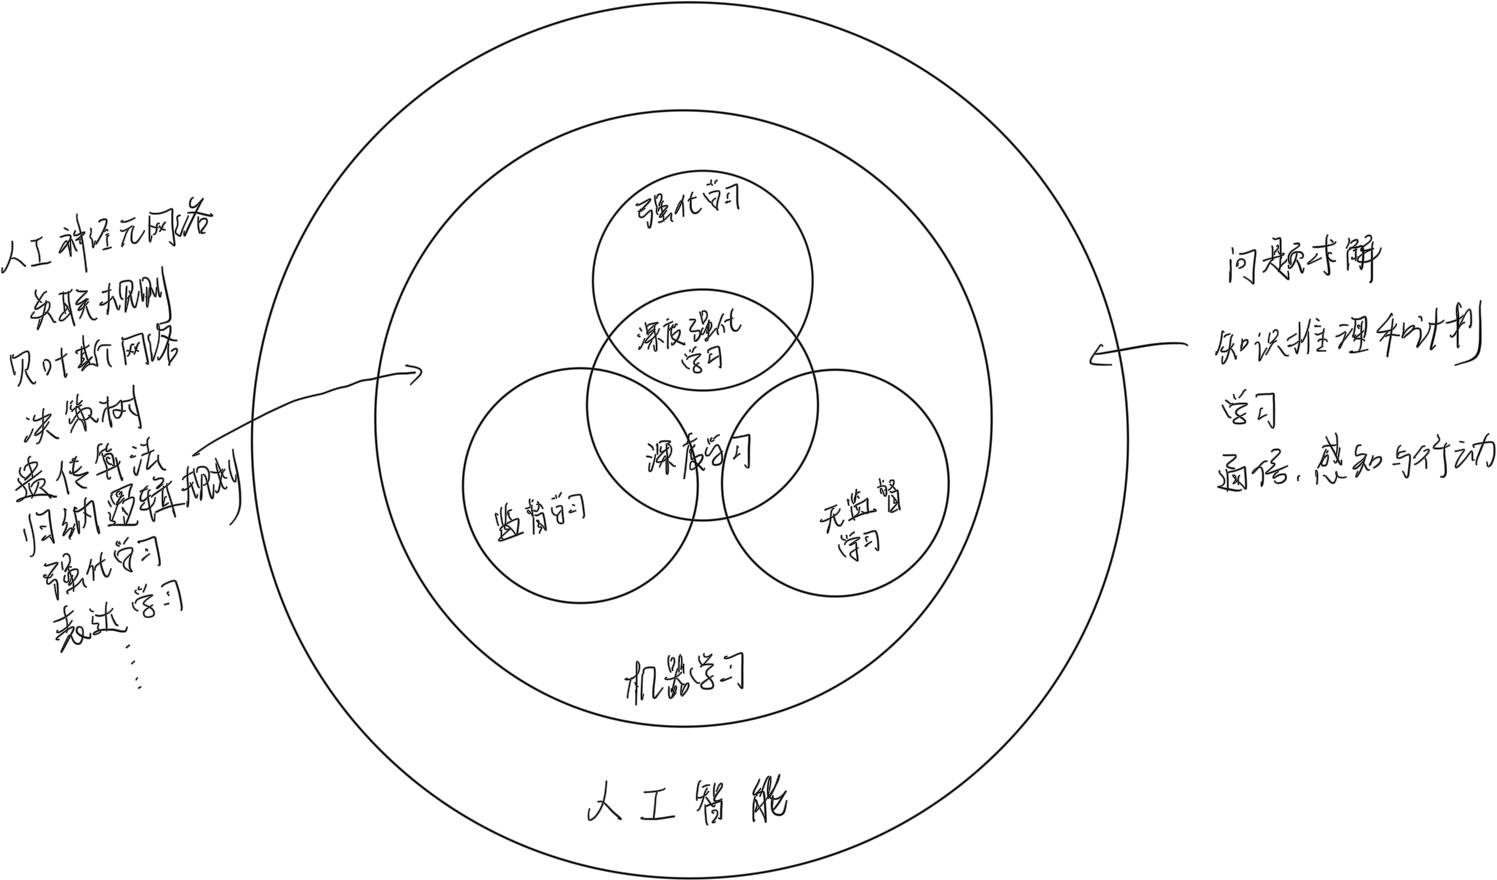 人工神经元网络
关联规则
贝叶斯网络
决策树
遗传算法
归纳逻辑规则
强化学习
表达学习
......
强化学习
深度强化
学习
深度学习
监督学习
无监督
学习
机器学习
人工智能
问题求解
知识推理和计划
学习
通信、感知与行动